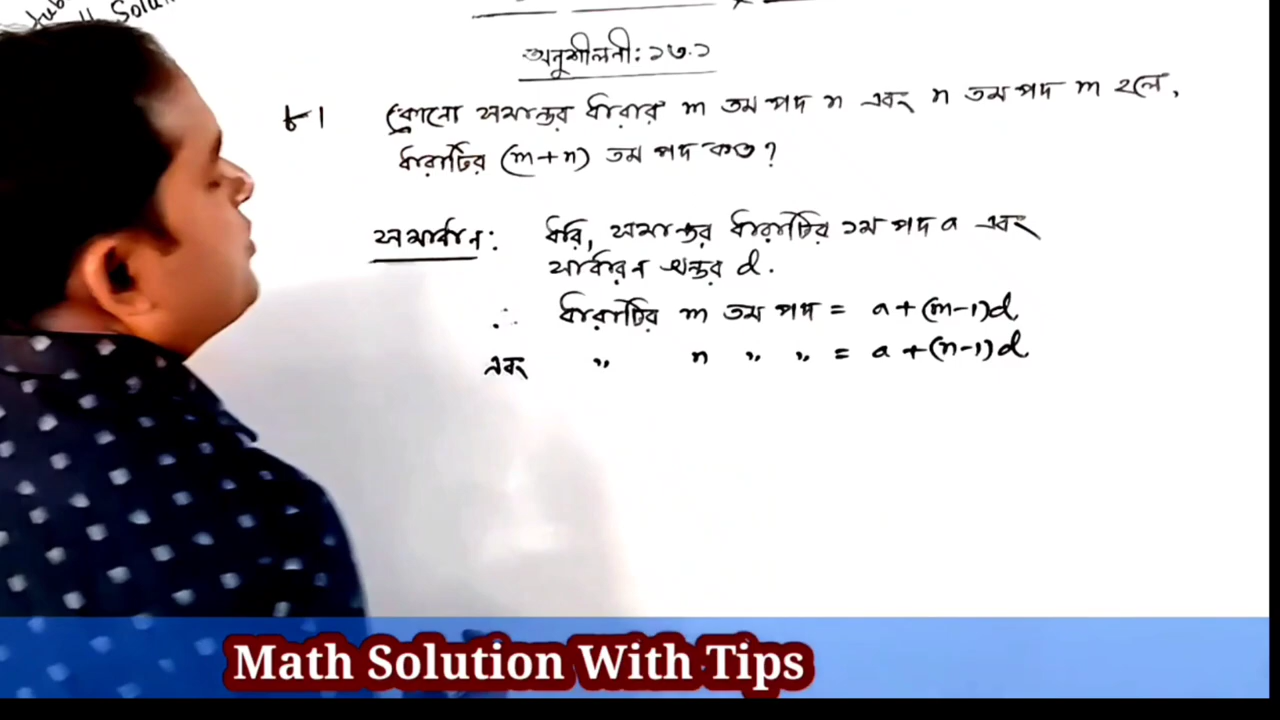 অনুশীলনী: ১৩.১
৮। কোনো সমান্তর ধারার m তম পদ n এবং n তম পদ m হলে,
ধারাটির (m+n) তম পদ কত?
সমাধান: ধরি, সমান্তর ধারাটির ১ম পদ a এবং
সাধারন অন্তর d.
∴ ধারাটির m তম পদ = a+(m-1)d
এবং " n " " = a+(n-1)d
Math Solution With Tips